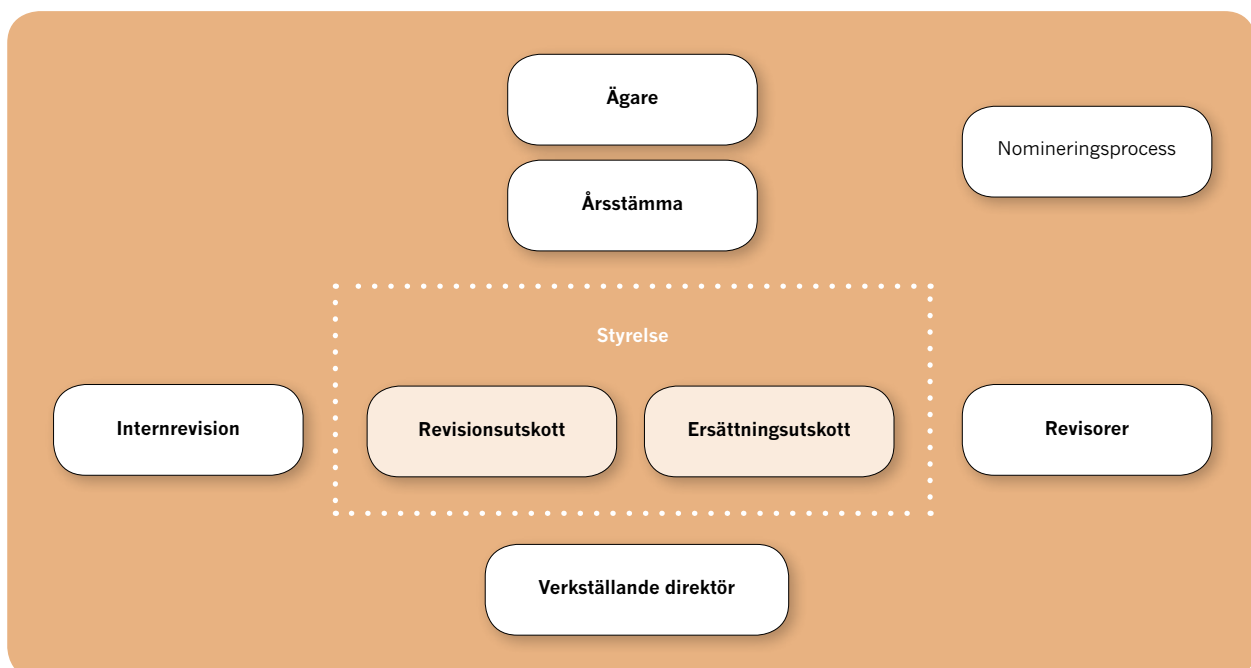 Ägare
Nomineringsprocess
Årsstämma
Styrelse
Internrevision
Revisionsutskott
Ersättningsutskott
Revisorer
Verkställande direktör